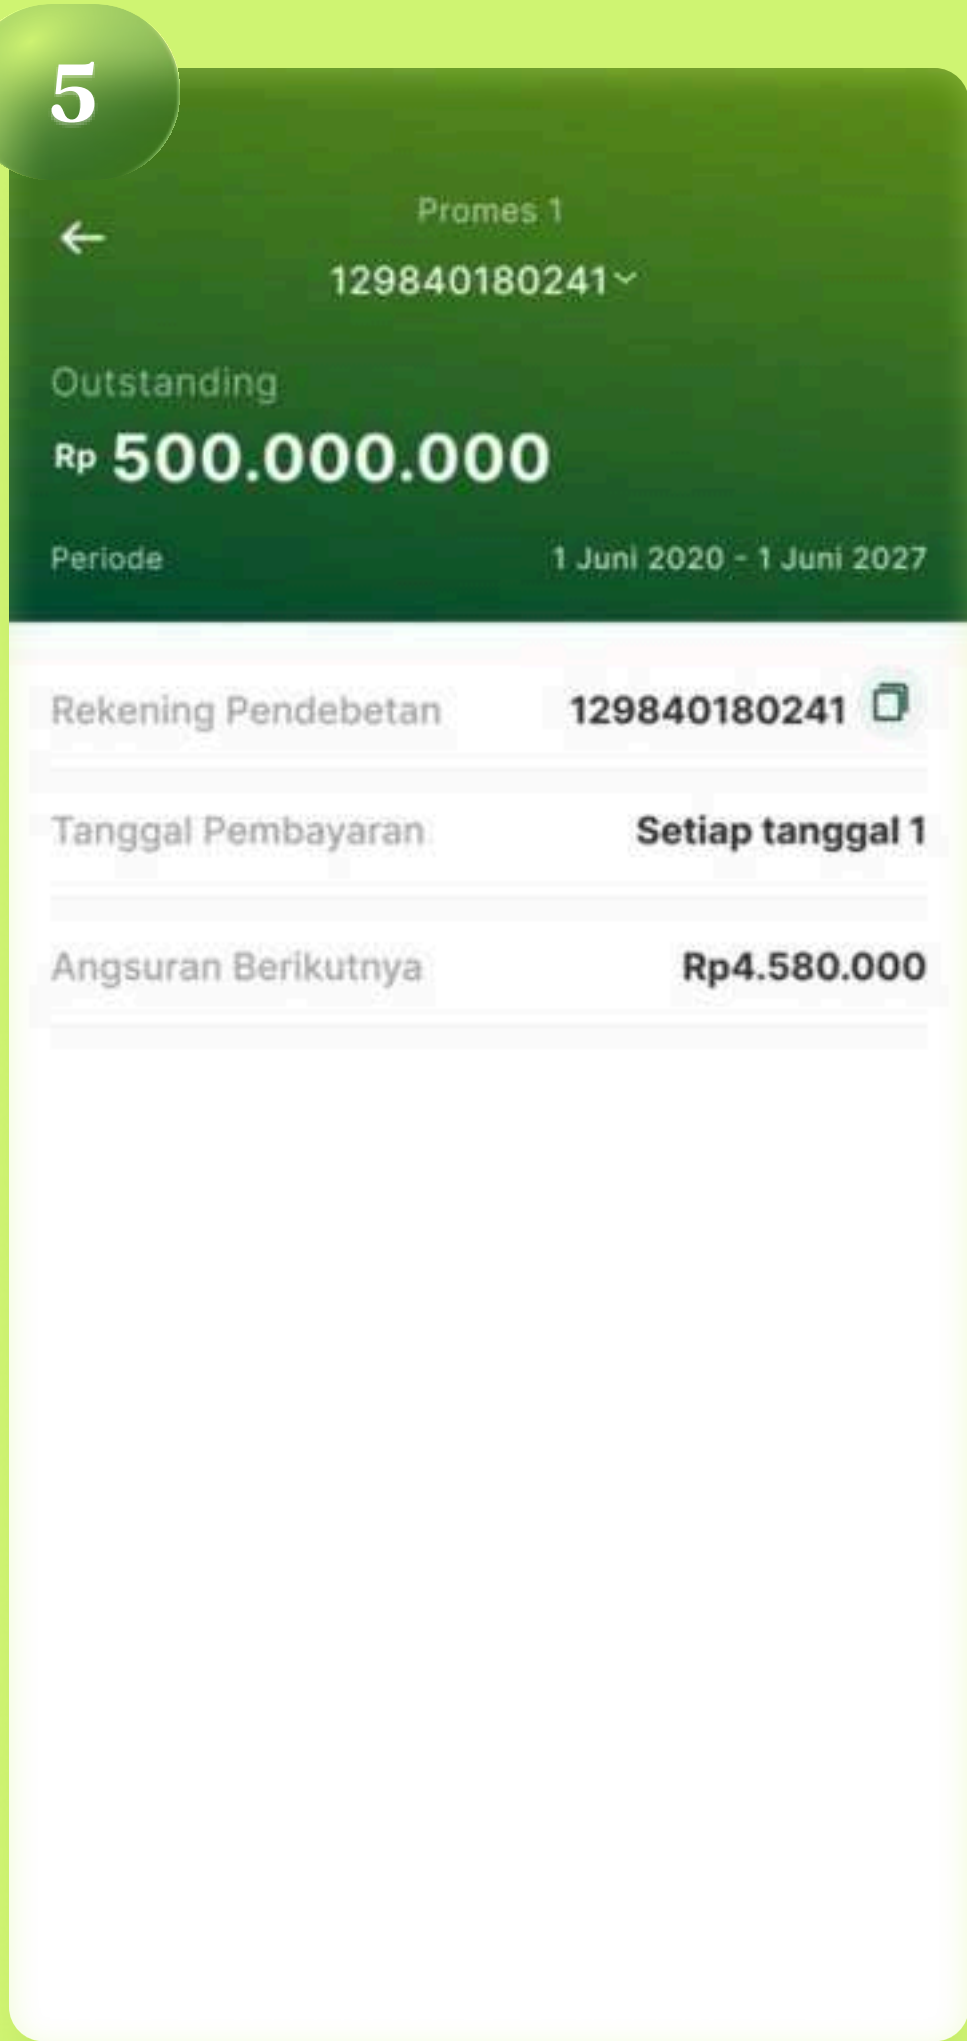 5
Promes 1
129840180241
Outstanding
Rp 500.000.000
Periode 1 Juni 2020 - 1 Juni 2027
Rekening Pendebetan 129840180241
Tanggal Pembayaran Setiap tanggal 1
Angsuran Berikutnya Rp4.580.000